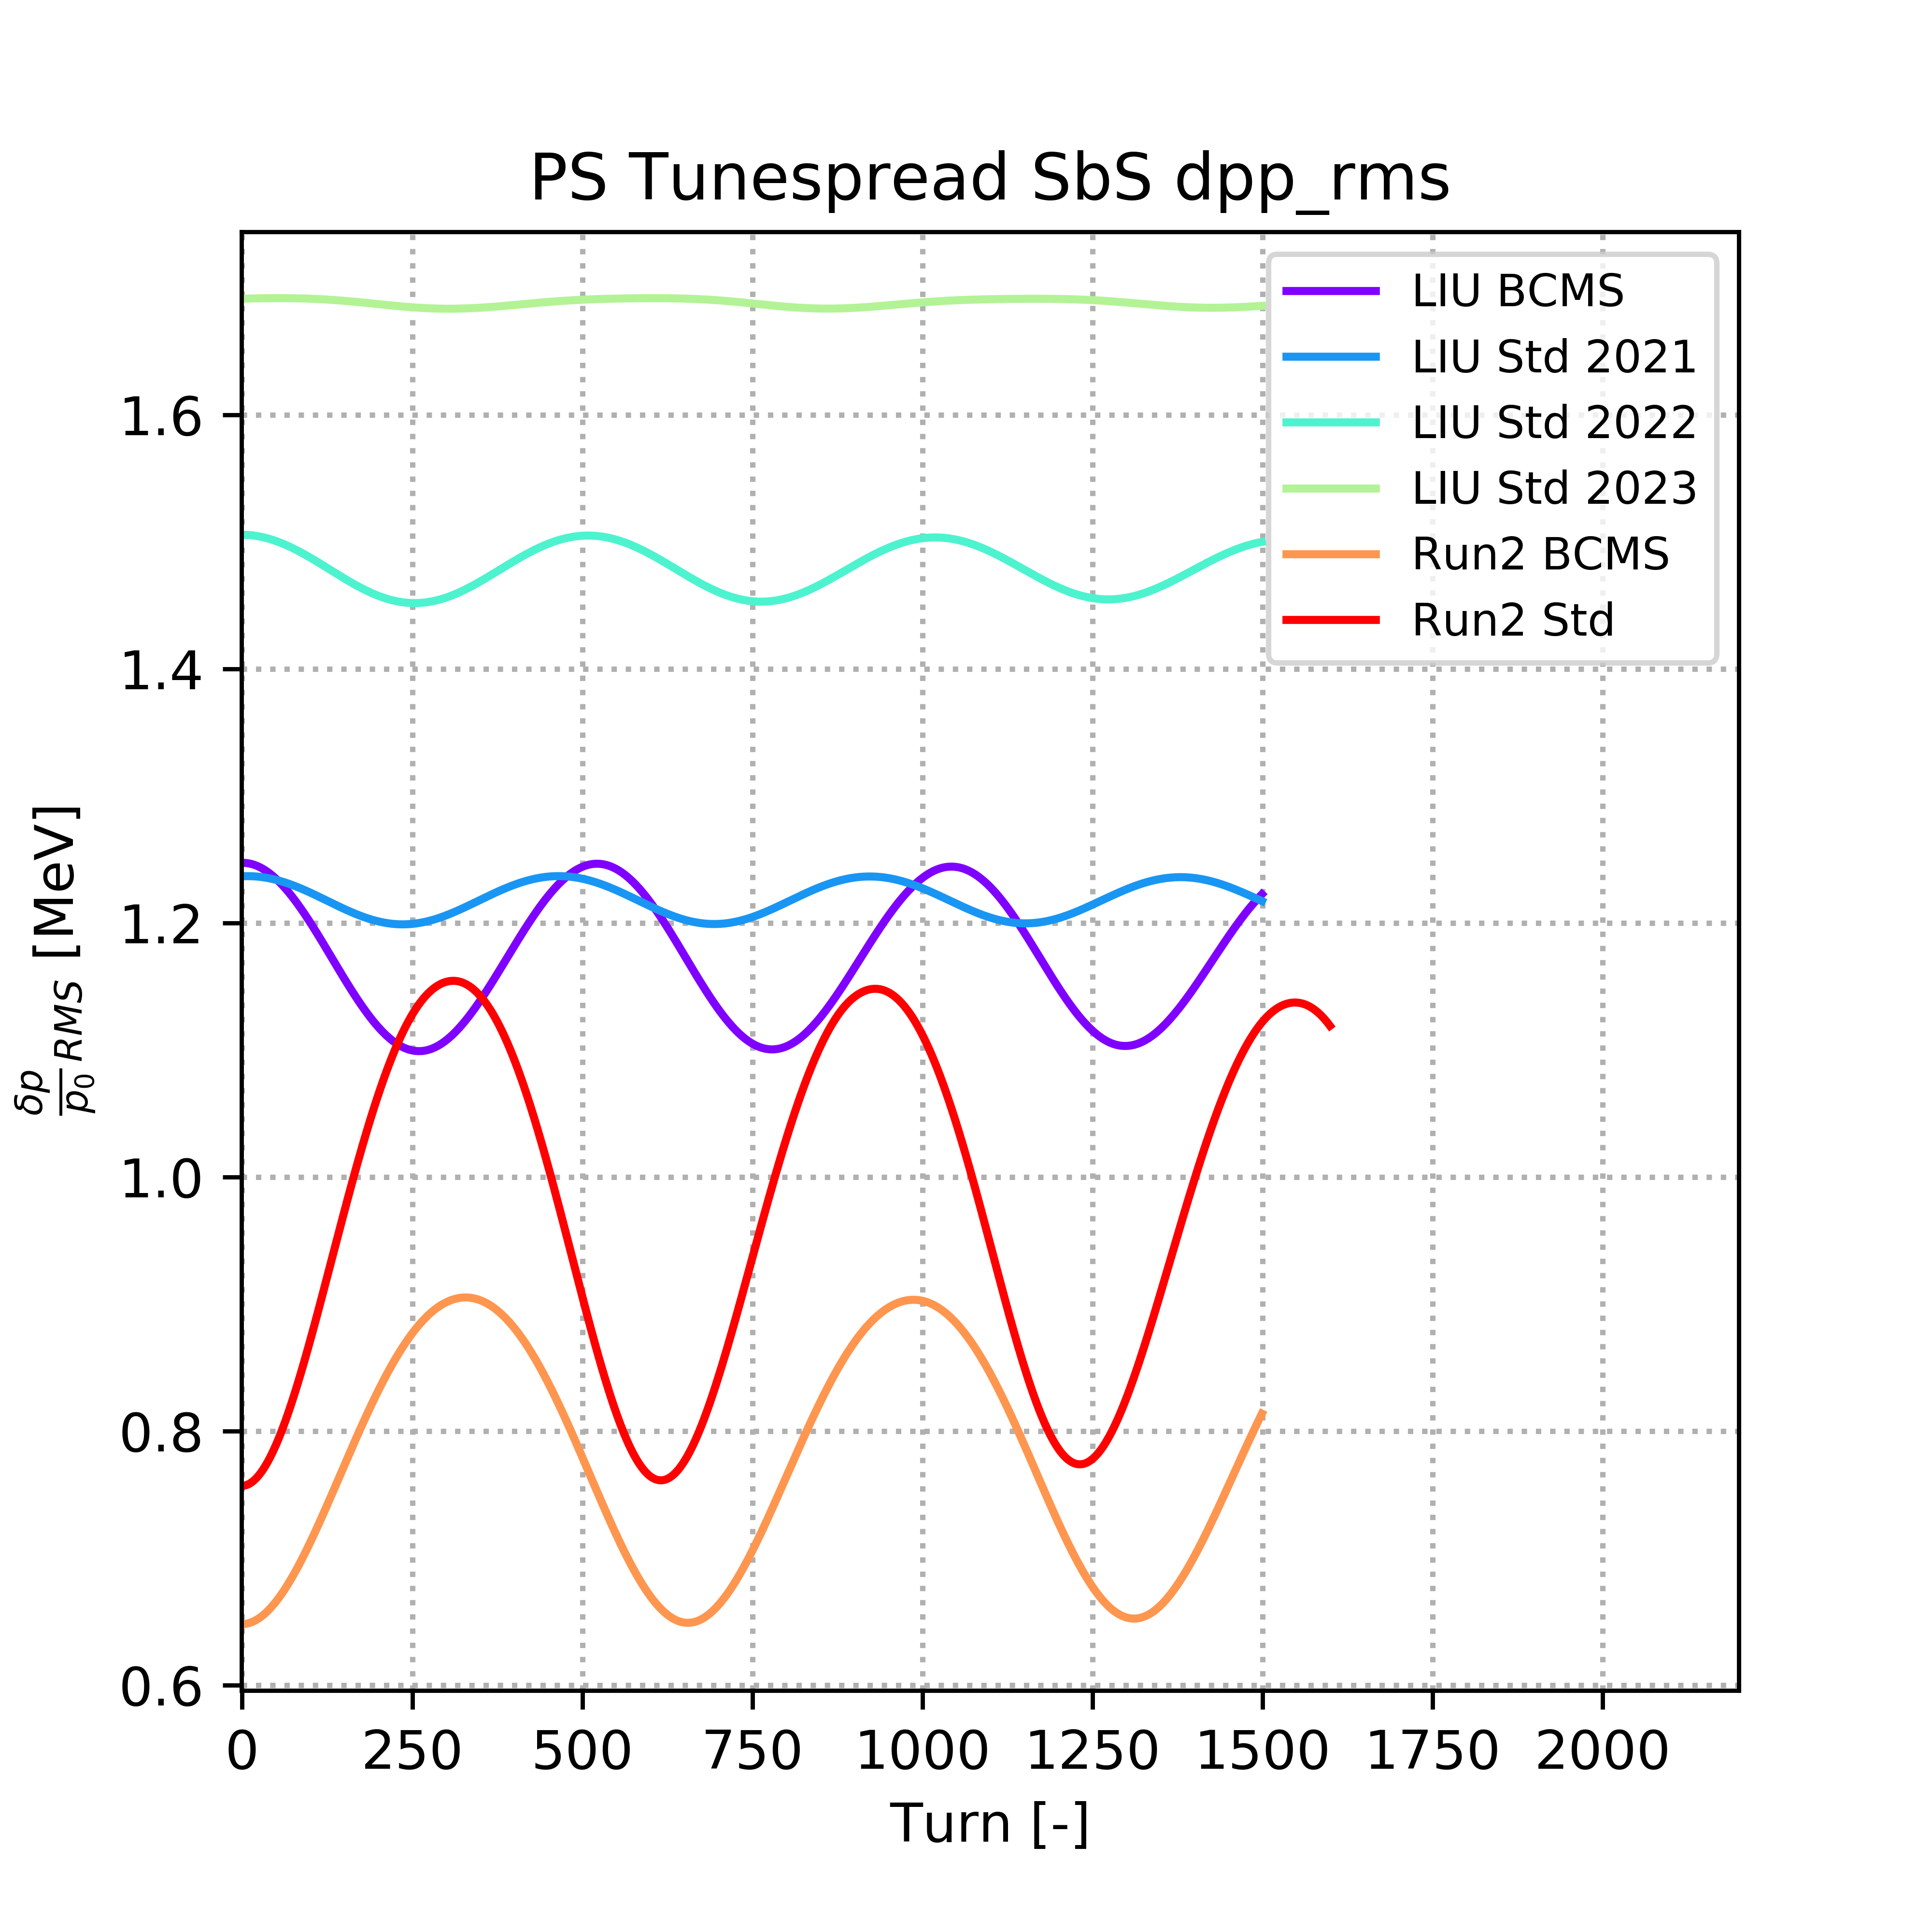 PS Tunespread SbS dpp_rms
LIU BCMS
LIU Std 2021
LIU Std 2022
LIU Std 2023
Run2 BCMS
Run2 Std
1.6
1.4
1.2
1.0
0.8
0.6
δp/p₀ RMS [MeV]
0 250 500 750 1000 1250 1500 1750 2000
Turn [-]